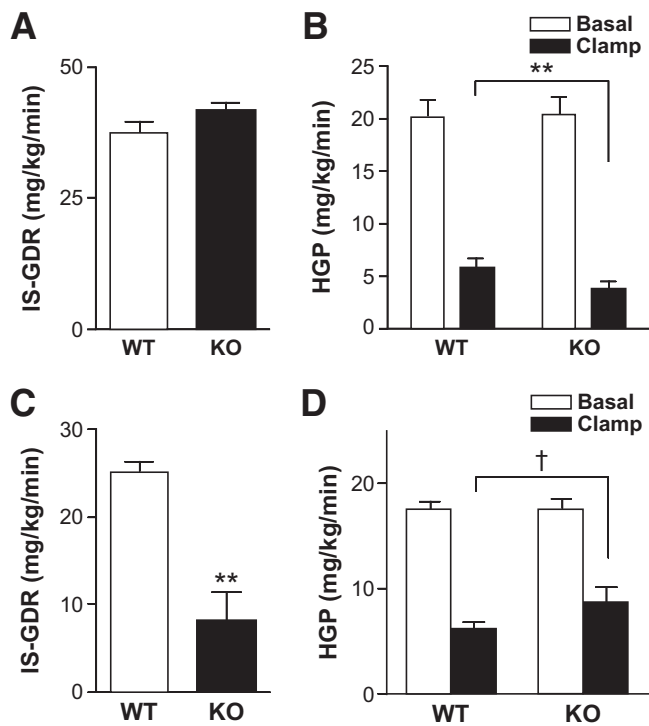 A
IS-GDR (mg/kg/min)
50
25
0
WT KO
B
Basal
Clamp
HGP (mg/kg/min)
25
20
15
10
5
0
**
WT KO
C
IS-GDR (mg/kg/min)
30
20
10
0
**
WT KO
D
Basal
Clamp
HGP (mg/kg/min)
20
10
0
†
WT KO